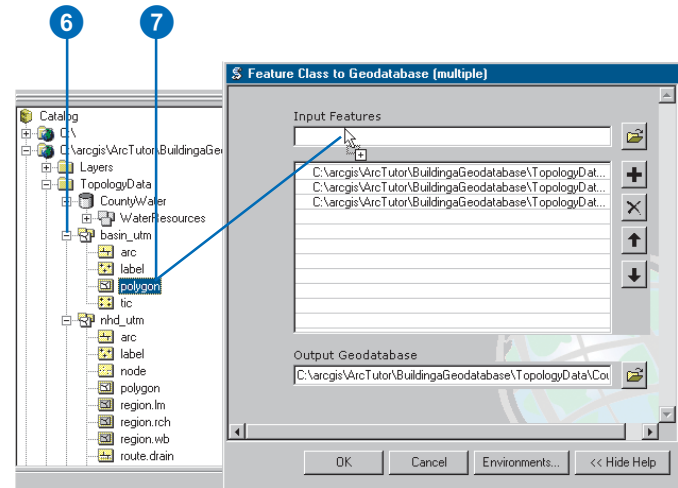 6 7
Feature Class to Geodatabase (multiple)
Catalog
C:\
C:\arcgis\ArcTutor\BuildingaGe
Layers
TopologyData
CountyWater
WaterResources
basin_utm
arc
label
polygon
tic
nhd_utm
arc
label
node
polygon
region.lm
region.rch
region.wb
route.drain
Input Features
C:\arcgis\ArcTutor\BuildingaGeodatabase\TopologyDat...
C:\arcgis\ArcTutor\BuildingaGeodatabase\TopologyDat...
C:\arcgis\ArcTutor\BuildingaGeodatabase\TopologyDat...
Output Geodatabase
C:\arcgis\ArcTutor\BuildingaGeodatabase\TopologyData\Cou
OK Cancel Environments... << Hide Help